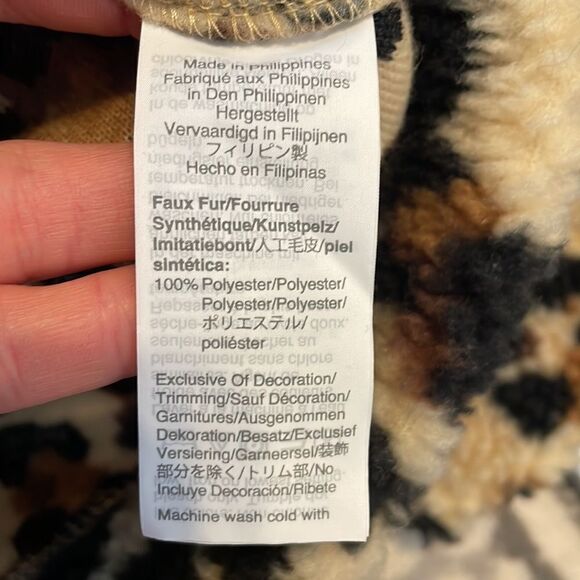 Made in Philippines
Fabriqué aux Philippines
in Den Philippinen
Hergestellt
Vervaardigd in Filipijnen
フィリピン製
Hecho en Filipinas
Faux Fur/Fourrure
Synthétique/Kunstpelz/
Imitatiebont/人工毛皮/piel
sintética:
100% Polyester/Polyester/
Polyester/Polyester/
ポリエステル/
poliéster
Exclusive Of Decoration/
Trimming/Sauf Décoration/
Garnitures/Ausgenommen
Dekoration/Besatz/Exclusief
Versiering/Garneersel/装飾
部分を除く/トリム部/No
Incluye Decoración/Ribete
Machine wash cold with